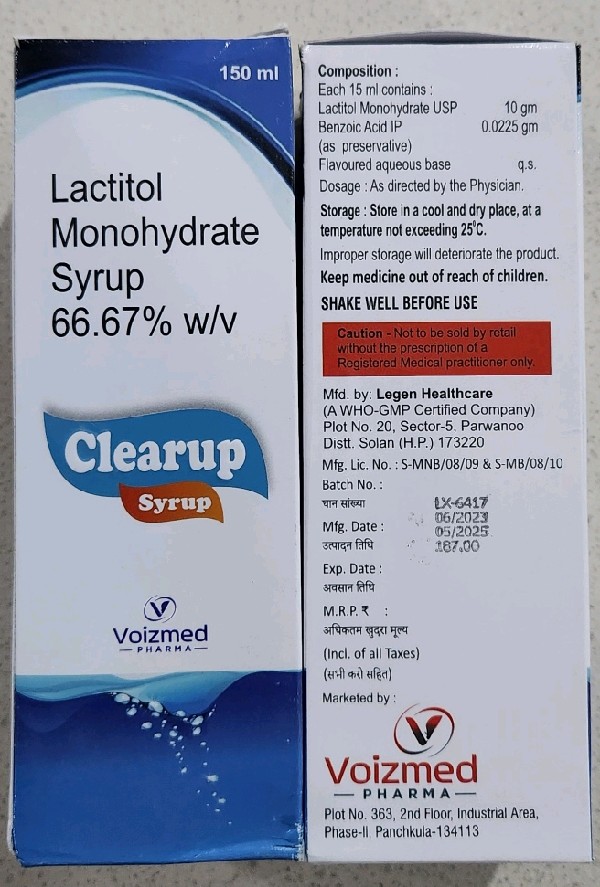 150 ml
Lactitol
Monohydrate
Syrup
66.67% w/v
Clearup
Syrup
Voizmed
PHARMA
Composition :
Each 15 ml contains :
Lactitol Monohydrate USP 10 gm
Benzoic Acid IP 0.0225 gm
(as preservative)
Flavoured aqueous base q.s.
Dosage : As directed by the Physician.
Storage : Store in a cool and dry place, at a
temperature not exceeding 25°C.
Improper storage will deteriorate the product.
Keep medicine out of reach of children.
SHAKE WELL BEFORE USE
Caution - Not to be sold by retail
without the prescription of a
Registered Medical practitioner only.
Mfd. by: Legen Healthcare
(A WHO-GMP Certified Company)
Plot No. 20, Sector-5. Parwanoo
Distt. Solan (H.P.) 173220
Mfg. Lic. No. : S-MNB/08/09 & S-MB/08/10
Batch No. :
घान सांख्या LX-6417
06/2023
Mfg. Date : 05/2025
उत्पादन तिथि 187.00
Exp. Date :
अवसान तिथि
M.R.P. ₹ :
अधिकतम खुदरा मूल्य
(Incl. of all Taxes)
(सभी करो सहित)
Marketed by :
Voizmed
PHARMA
Plot No. 363, 2nd Floor, Industrial Area,
Phase-II Panchkula-134113